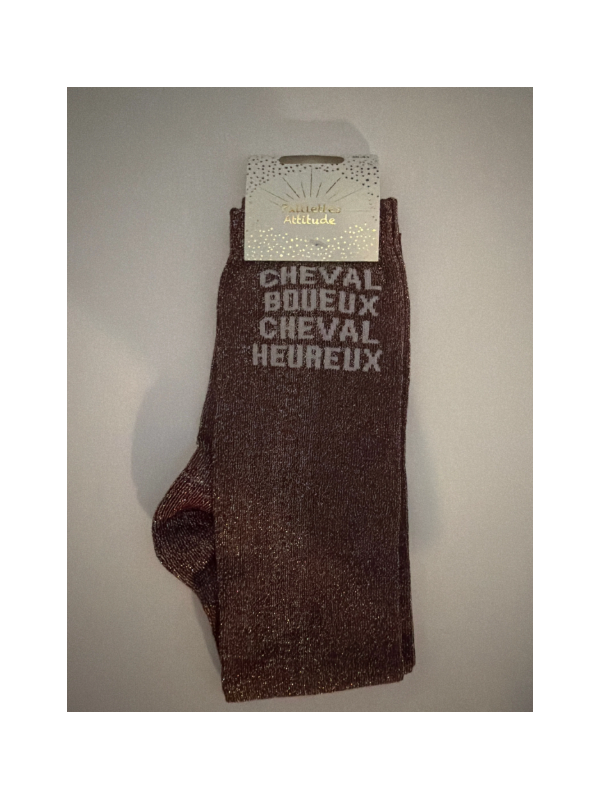 Paillettes
Attitude
CHEVAL
BOUEUX
CHEVAL
HEUREUX